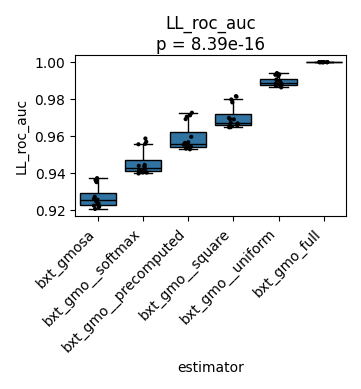 LL_roc_auc
p = 8.39e-16
LL_roc_auc
1.00
0.98
0.96
0.94
0.92
bxt_gmosa
bxt_gmo__softmax
bxt_gmo__precomputed
bxt_gmo__square
bxt_gmo__uniform
bxt_gmo_full
estimator